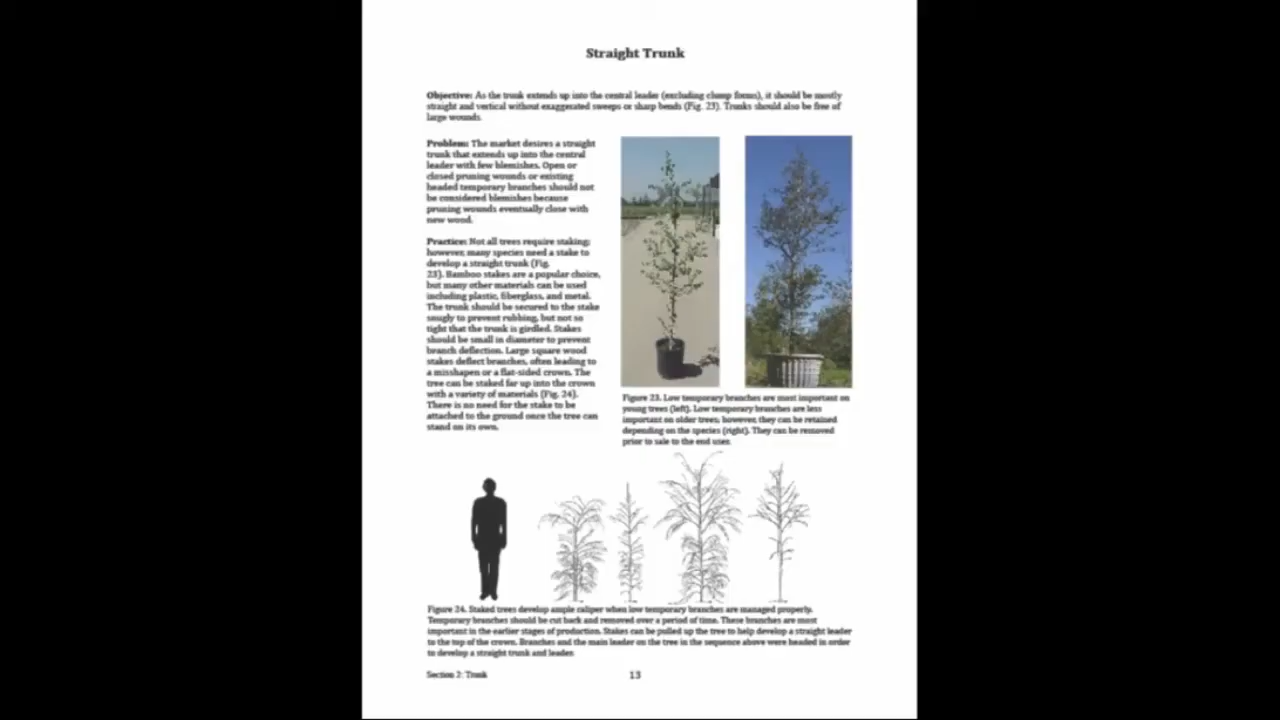 Straight Trunk
Objective: As the trunk extends up into the central leader (excluding clump forms), it should be mostly
straight and vertical without exaggerated sweeps or sharp bends (Fig. 23). Trunks should also be free of
large wounds.
Problem: The market desires a straight
trunk that extends up into the central
leader with few blemishes. Open or
closed pruning wounds or existing
headed temporary branches should not
be considered blemishes because
pruning wounds eventually close with
new wood.
Practice: Not all trees require staking;
however, many species need a stake to
develop a straight trunk (Fig.
23). Bamboo stakes are a popular choice,
but many other materials can be used
including plastic, fiberglass, and metal.
The trunk should be secured to the stake
snugly to prevent rubbing, but not so
tight that the trunk is girdled. Stakes
should be small in diameter to prevent
branch deflection. Large square wood
stakes deflect branches, often leading to
a misshapen or a flat-sided crown. The
tree can be staked far up into the crown
with a variety of materials (Fig. 24).
There is no need for the stake to be
attached to the ground once the tree can
stand on its own.
Figure 23. Low temporary branches are most important on
young trees (left). Low temporary branches are less
important on older trees; however, they can be retained
depending on the species (right). They can be removed
prior to sale to the end user.
Figure 24. Staked trees develop ample caliper when low temporary branches are managed properly.
Temporary branches should be cut back and removed over a period of time. These branches are most
important in the earlier stages of production. Stakes can be pulled up the tree to help develop a straight leader
to the top of the crown. Branches and the main leader on the tree in the sequence above were headed in order
to develop a straight trunk and leader.
Section 2: Trunk
13